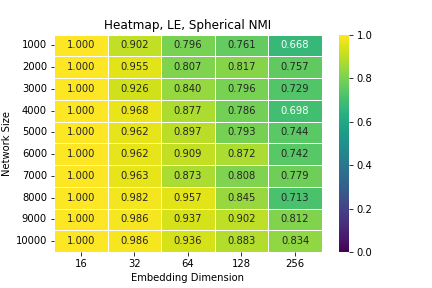 Heatmap, LE, Spherical NMI
Network Size
1000 1.000 0.902 0.796 0.761 0.668
2000 1.000 0.955 0.807 0.817 0.757
3000 1.000 0.926 0.840 0.796 0.729
4000 1.000 0.968 0.877 0.786 0.698
5000 1.000 0.962 0.897 0.793 0.744
6000 1.000 0.962 0.909 0.872 0.742
7000 1.000 0.963 0.873 0.808 0.779
8000 1.000 0.982 0.957 0.845 0.713
9000 1.000 0.986 0.937 0.902 0.812
10000 1.000 0.986 0.936 0.883 0.834
16 32 64 128 256
Embedding Dimension
1.0
0.8
0.6
0.4
0.2
0.0